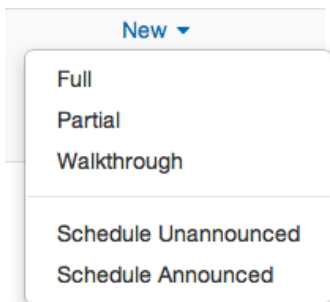 New
Full
Partial
Walkthrough
Schedule Unannounced
Schedule Announced